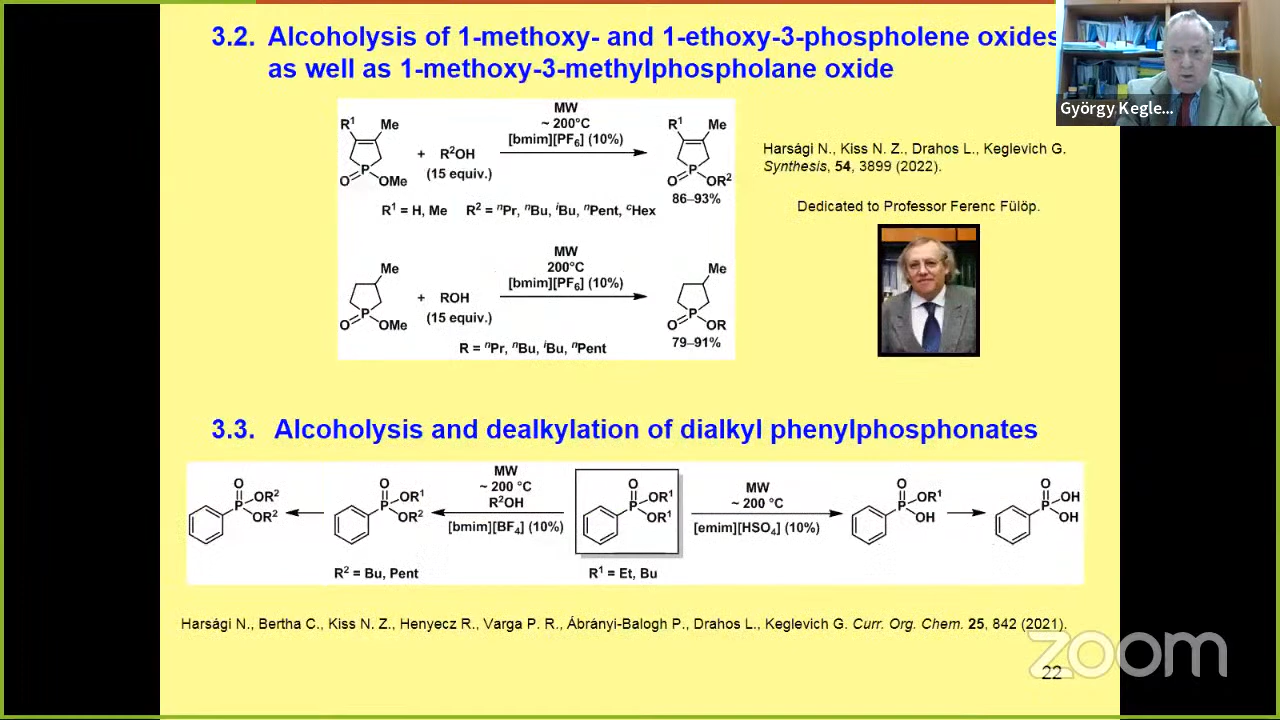 3.2. Alcoholysis of 1-methoxy- and 1-ethoxy-3-phospholene oxides
as well as 1-methoxy-3-methylphospholane oxide
György Kegle...
R¹ Me
P
O OMe
+ R²OH
(15 equiv.)
MW
~ 200°C
[bmim][PF₆] (10%)
R¹ Me
P
O OR²
86–93%
R¹ = H, Me R² = ⁿPr, ⁿBu, ⁱBu, ⁿPent, ᶜHex
Harsági N., Kiss N. Z., Drahos L., Keglevich G.
Synthesis, 54, 3899 (2022).
Dedicated to Professor Ferenc Fülöp.
Me
P
O OMe
+ ROH
(15 equiv.)
MW
200°C
[bmim][PF₆] (10%)
Me
P
O OR
79–91%
R = ⁿPr, ⁿBu, ⁱBu, ⁿPent
3.3. Alcoholysis and dealkylation of dialkyl phenylphosphonates
O
P OR²
OR²
O
P OR¹
OR²
R² = Bu, Pent
MW
~ 200 °C
R²OH
[bmim][BF₄] (10%)
O
P OR¹
OR¹
R¹ = Et, Bu
MW
~ 200 °C
[emim][HSO₄] (10%)
O
P OR¹
OH
O
P OH
OH
Harsági N., Bertha C., Kiss N. Z., Henyecz R., Varga P. R., Ábrányi-Balogh P., Drahos L., Keglevich G. Curr. Org. Chem. 25, 842 (2021).
zoom
22